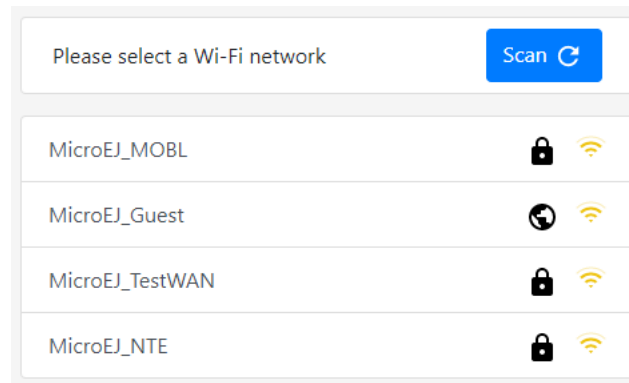 Please select a Wi-Fi network
Scan
MicroEJ_MOBL
MicroEJ_Guest
MicroEJ_TestWAN
MicroEJ_NTE